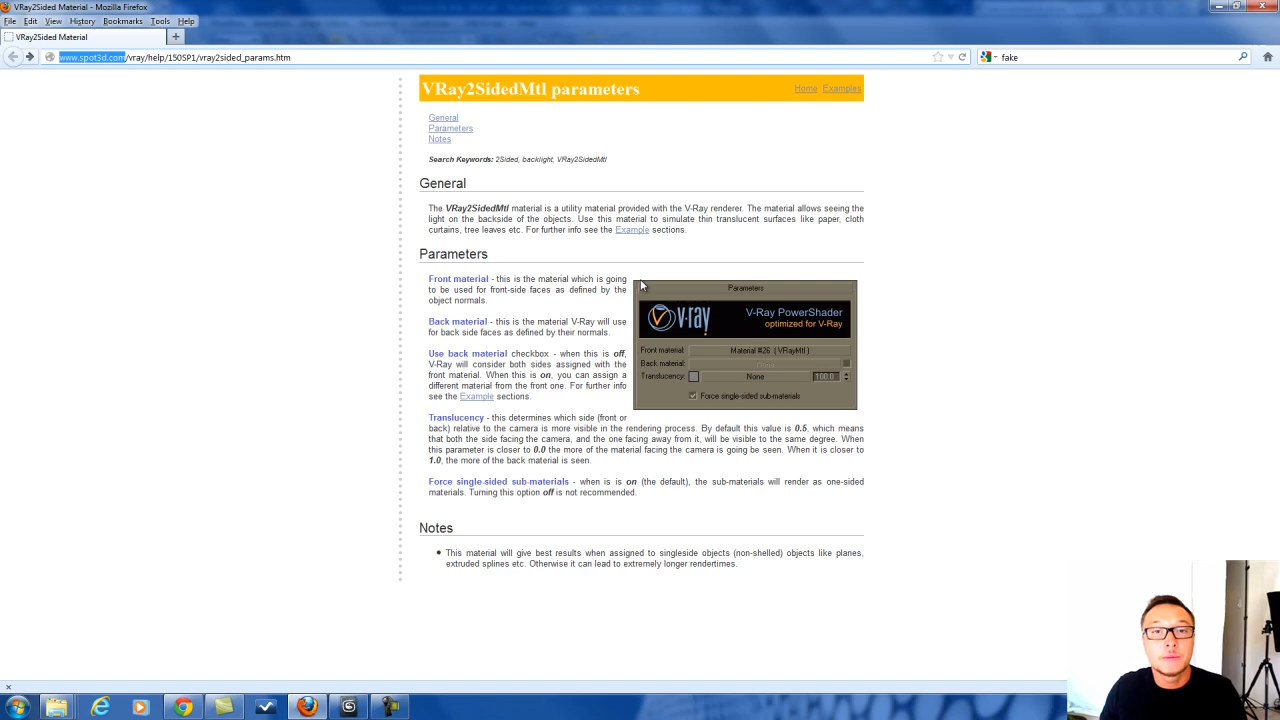 VRay2Sided Material - Mozilla Firefox
File Edit View History Bookmarks Tools Help
VRay2Sided Material
www.spot3d.com/vray/help/150SP1/vray2sided_params.htm
fake
VRay2SidedMtl parameters
Home Examples
General
Parameters
Notes
Search Keywords: 2Sided, backlight, VRay2SidedMtl
General
The VRay2SidedMtl material is a utility material provided with the V-Ray renderer. The material allows seeing the
light on the backside of the objects. Use this material to simulate thin translucent surfaces like paper, cloth
curtains, tree leaves etc. For further info see the Example sections.
Parameters
Front material - this is the material which is going
to be used for front-side faces as defined by the
object normals.
Back material - this is the material V-Ray will use
for back side faces as defined by their normals.
Use back material checkbox - when this is off,
V-Ray will consider both sides assigned with the
front material. When this is on, you can assign a
different material from the front one. For further info
see the Example sections.
Parameters
v-ray
V-Ray PowerShader
optimized for V-Ray
Front material: Material #26 ( VRayMtl )
Back material:
Translucency: None 100.0
Force single-sided sub-materials
Translucency - this determines which side (front or
back) relative to the camera is more visible in the rendering process. By default this value is 0.5, which means
that both the side facing the camera, and the one facing away from it, will be visible to the same degree. When
this parameter is closer to 0.0 the more of the material facing the camera is going be seen. When it is closer to
1.0, the more of the back material is seen.
Force single-sided sub-materials - when is is on (the default), the sub-materials will render as one-sided
materials. Turning this option off is not recommended.
Notes
This material will give best results when assigned to singleside objects (non-shelled) objects like planes,
extruded splines etc. Otherwise it can lead to extremely longer rendertimes.